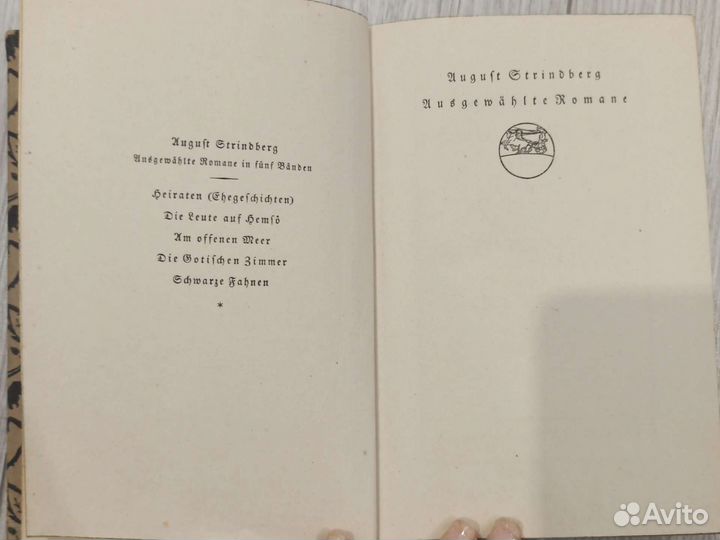 August Strindberg
Ausgewählte Romane in fünf Bänden
Heiraten (Ehegeschichten)
Die Leute auf Hemsö
Am offenen Meer
Die Gotischen Zimmer
Schwarze Fahnen
*
August Strindberg
Ausgewählte Romane
Avito